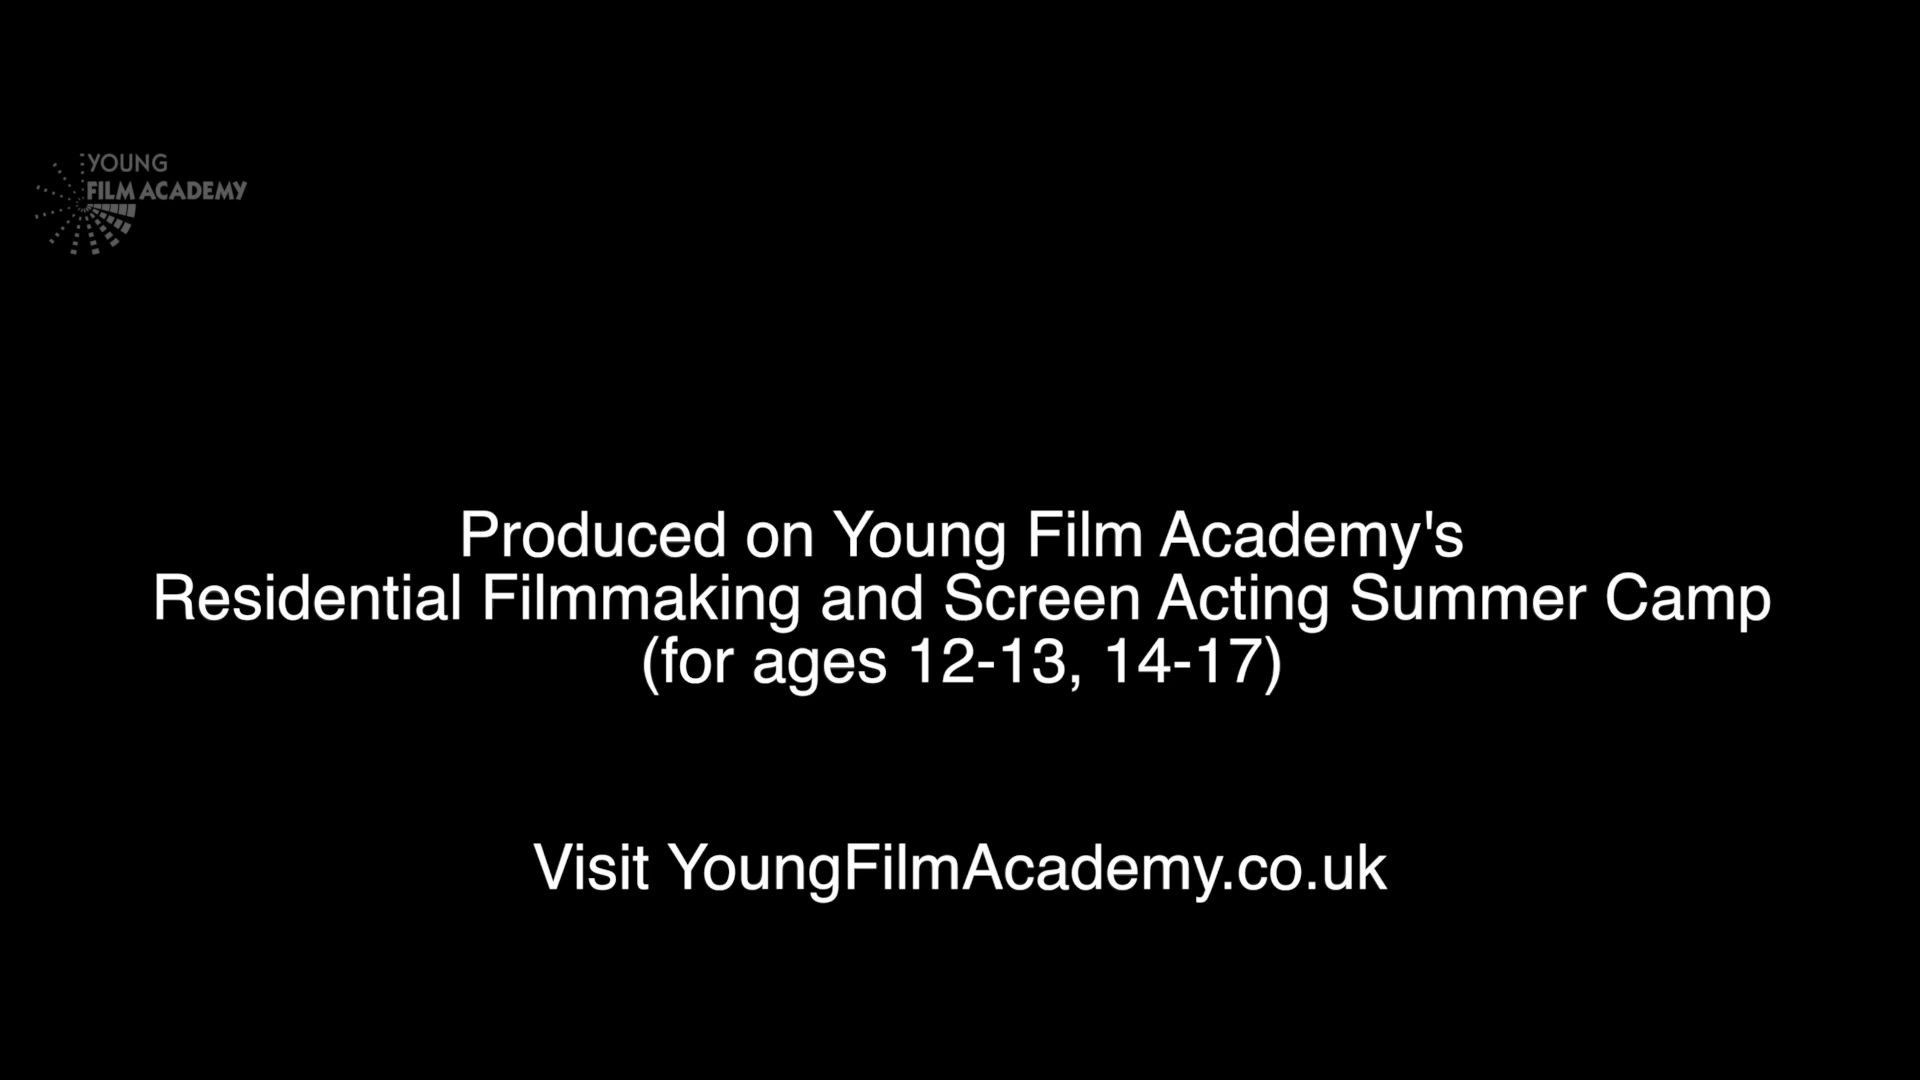 YOUNG
FILM ACADEMY
Produced on Young Film Academy's
Residential Filmmaking and Screen Acting Summer Camp
(for ages 12-13, 14-17)
Visit YoungFilmAcademy.co.uk